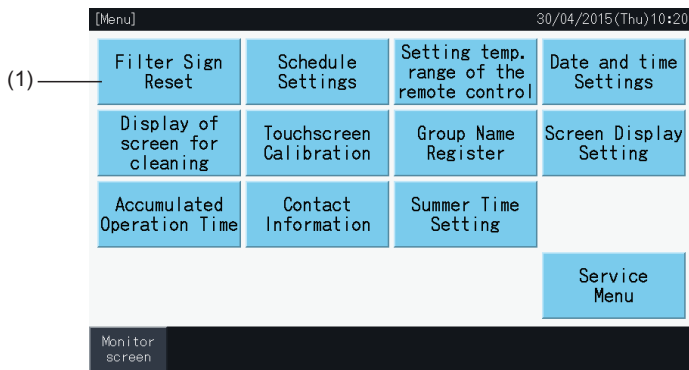 [Menu] 30/04/2015(Thu)10:20
(1)
Filter Sign
Reset
Schedule
Settings
Setting temp.
range of the
remote control
Date and time
Settings
Display of
screen for
cleaning
Touchscreen
Calibration
Group Name
Register
Screen Display
Setting
Accumulated
Operation Time
Contact
Information
Summer Time
Setting
Service
Menu
Monitor
screen